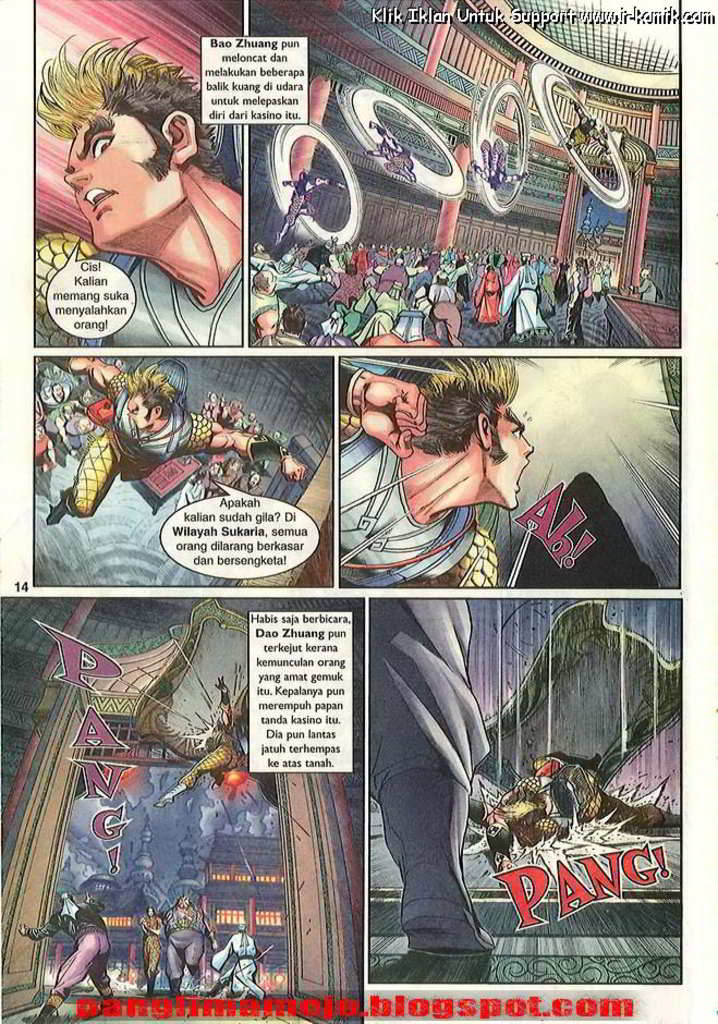 Klik Iklan Untuk Support www.ir-komik.com
Bao Zhuang pun
meloncat dan
melakukan beberapa
balik kuang di udara
untuk melepaskan
diri dari kasino itu.
Cis!
Kalian
memang suka
menyalahkan
orang!
Apakah
kalian sudah gila? Di
Wilayah Sukaria, semua
orang dilarang berkasar
dan bersengketa!
Ah!
14
PANG!
Habis saja berbicara,
Dao Zhuang pun
terkejut kerana
kemunculan orang
yang amat gemuk
itu. Kepalanya pun
merempuh papan
tanda kasino itu.
Dia pun lantas
jatuh terhempas
ke atas tanah.
PANG!
panglimameja.blogspot.com